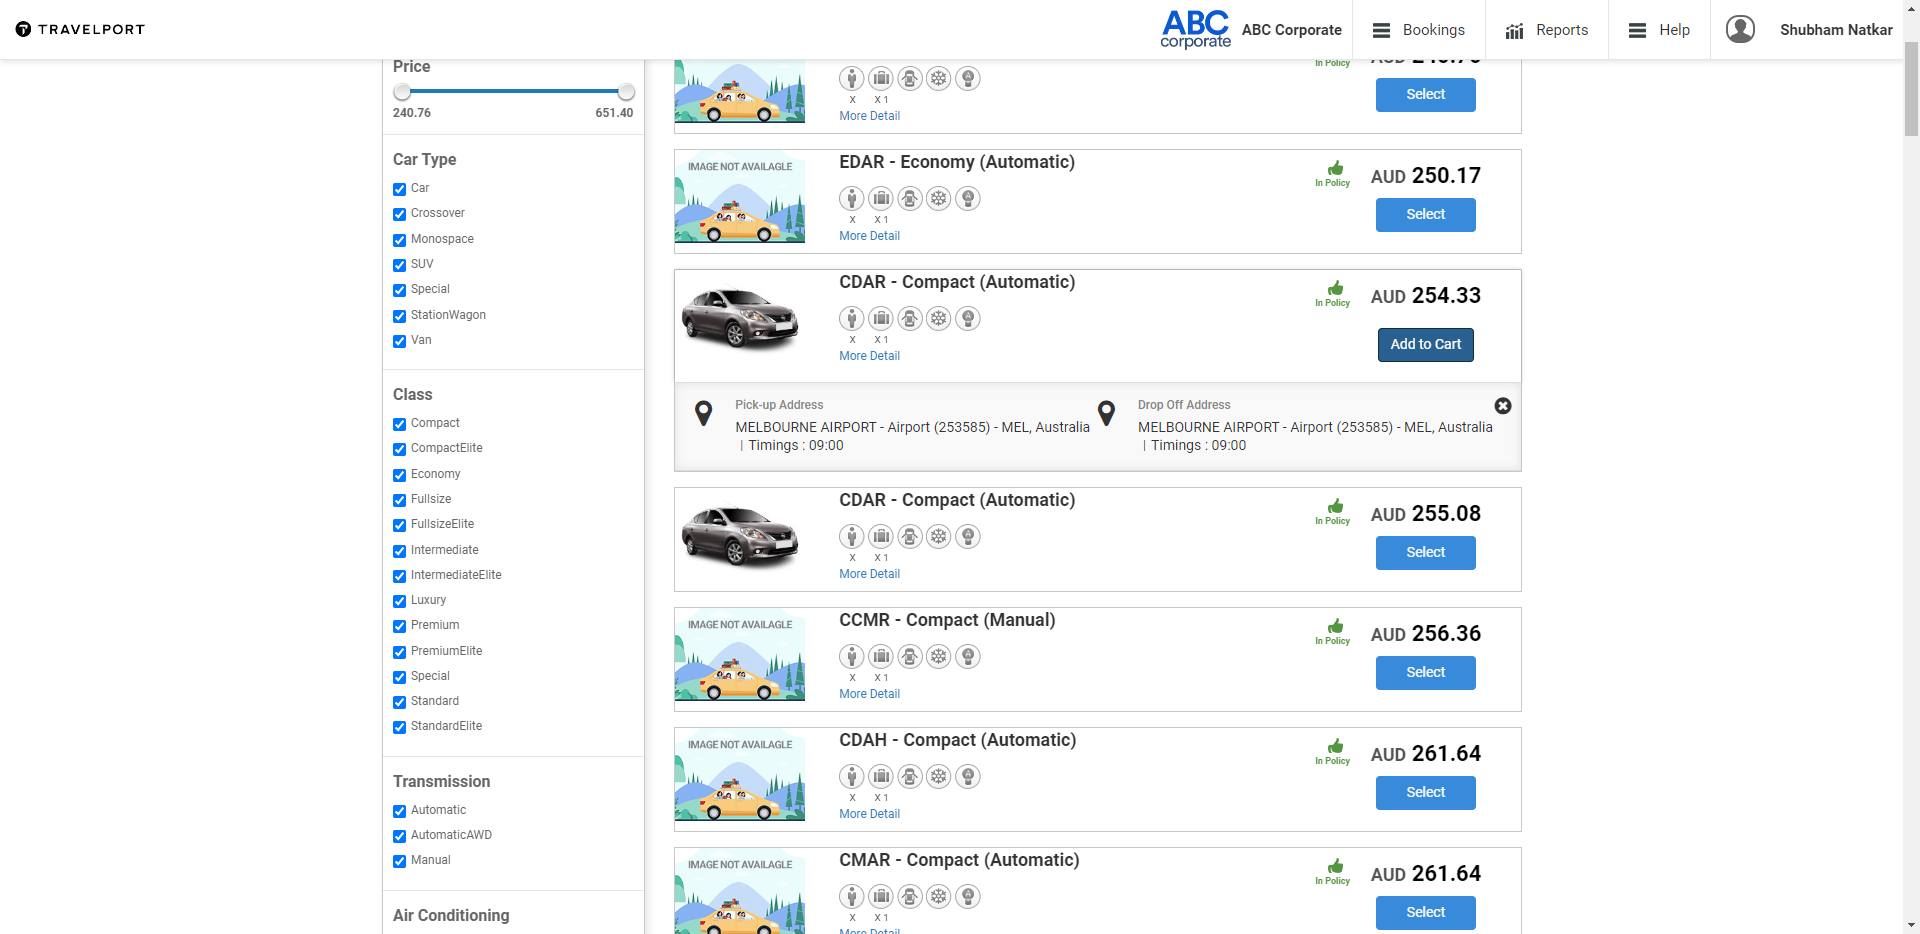 TRAVELPORT
ABC
corporate
ABC Corporate
Bookings
Reports
Help
Shubham Natkar
Price
240.76
651.40
Car Type
Car
Crossover
Monospace
SUV
Special
StationWagon
Van
Class
Compact
CompactElite
Economy
Fullsize
FullsizeElite
Intermediate
IntermediateElite
Luxury
Premium
PremiumElite
Special
Standard
StandardElite
Transmission
Automatic
AutomaticAWD
Manual
Air Conditioning
X X 1
More Detail
In Policy
AUD
Select
IMAGE NOT AVAILAGLE
EDAR - Economy (Automatic)
X X 1
More Detail
In Policy
AUD 250.17
Select
CDAR - Compact (Automatic)
X X 1
More Detail
In Policy
AUD 254.33
Add to Cart
Pick-up Address
MELBOURNE AIRPORT - Airport (253585) - MEL, Australia
| Timings : 09:00
Drop Off Address
MELBOURNE AIRPORT - Airport (253585) - MEL, Australia
| Timings : 09:00
CDAR - Compact (Automatic)
X X 1
More Detail
In Policy
AUD 255.08
Select
IMAGE NOT AVAILAGLE
CCMR - Compact (Manual)
X X 1
More Detail
In Policy
AUD 256.36
Select
IMAGE NOT AVAILAGLE
CDAH - Compact (Automatic)
X X 1
More Detail
In Policy
AUD 261.64
Select
IMAGE NOT AVAILAGLE
CMAR - Compact (Automatic)
X X 1
More Detail
In Policy
AUD 261.64
Select